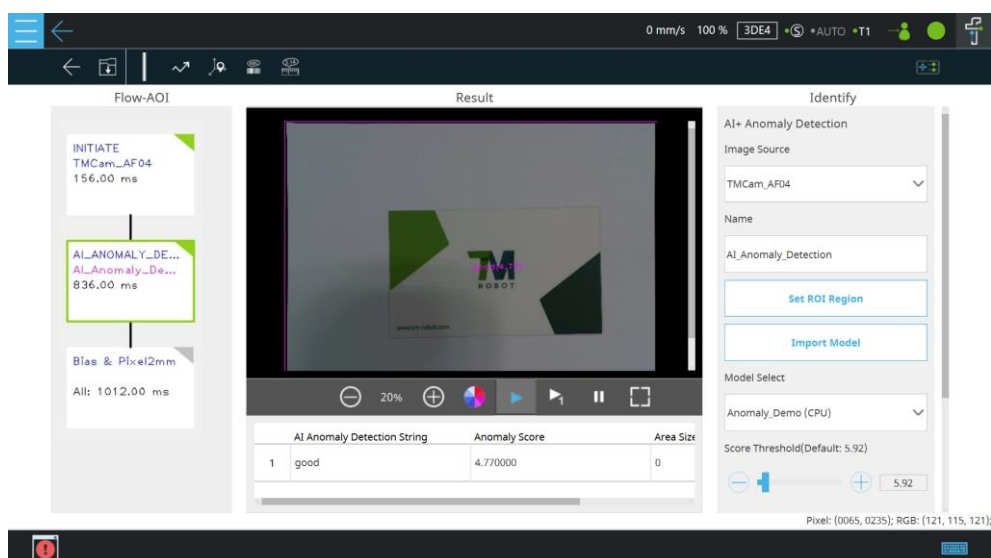 0 mm/s 100 % 3DE4 •Ⓢ •AUTO •T1
Flow-AOI
Result
Identify
INITIATE
TMCam_AF04
156.00 ms
AI_ANOMALY_DE...
AI_Anomaly_De...
836.00 ms
Bias & Pixel2mm
All: 1012.00 ms
TM
ROBOT
www.tm-robot.com
20%
AI Anomaly Detection String Anomaly Score Area Size
1 good 4.770000 0
AI+ Anomaly Detection
Image Source
TMCam_AF04
Name
AI_Anomaly_Detection
Set ROI Region
Import Model
Model Select
Anomaly_Demo (CPU)
Score Threshold(Default: 5.92)
5.92
Pixel: (0065, 0235); RGB: (121, 115, 121);